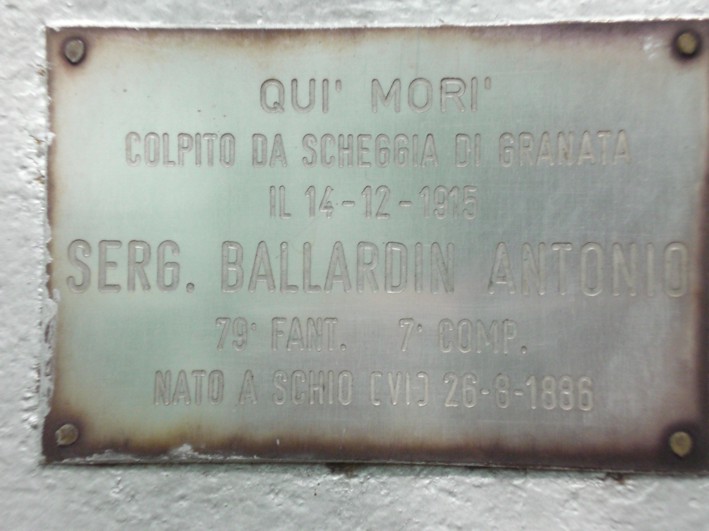 QUI' MORI'
COLPITO DA SCHEGGIA DI GRANATA
IL 14-12-1915
SERG. BALLARDIN ANTONIO
79° FANT. 7° COMP.
NATO A SCHIO (VI) 26-8-1886